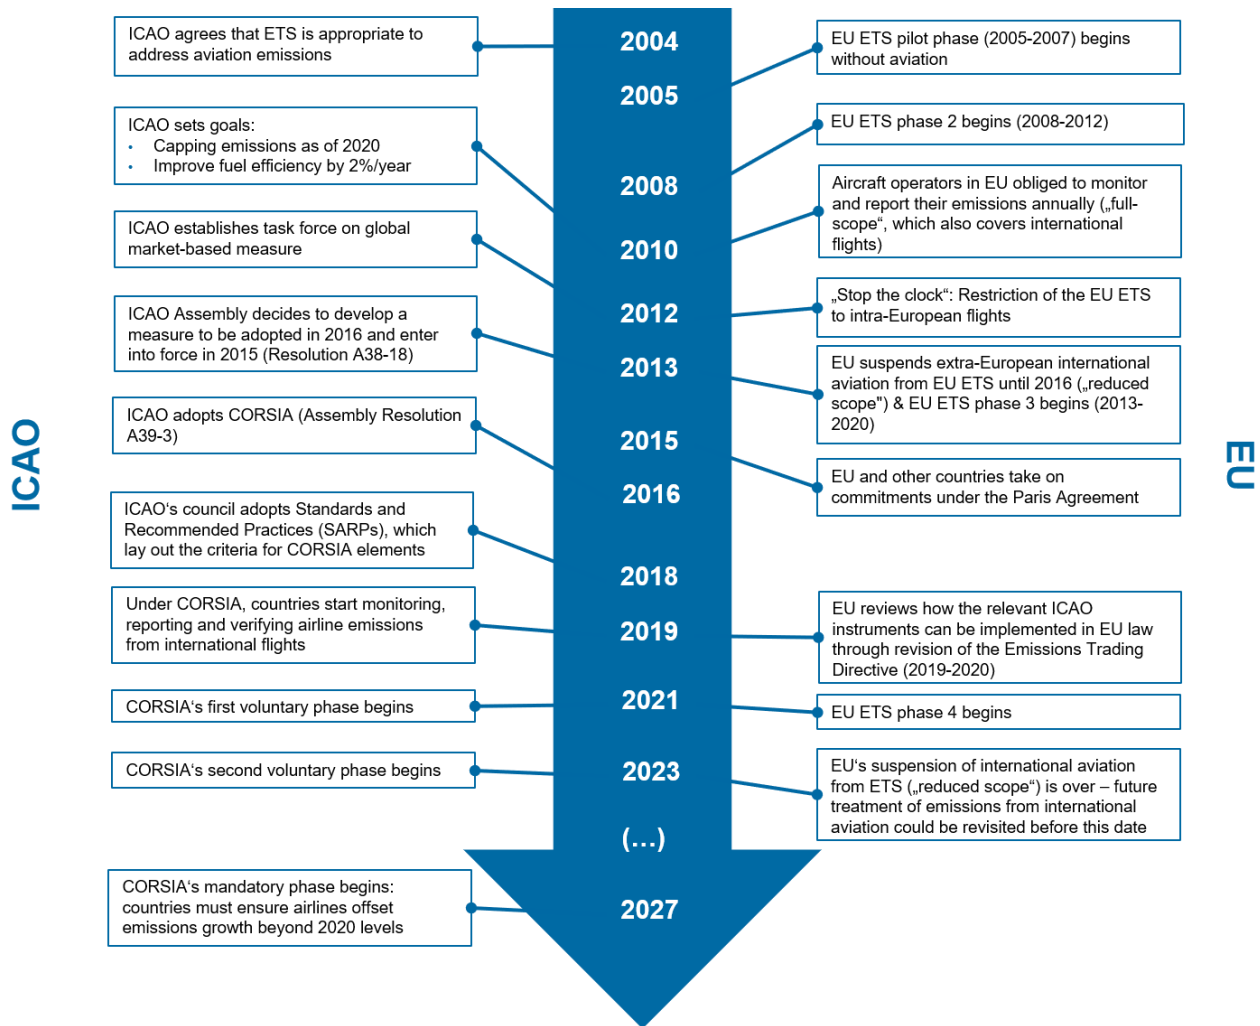 ICAO
ICAO agrees that ETS is appropriate to
address aviation emissions
ICAO sets goals:
• Capping emissions as of 2020
• Improve fuel efficiency by 2%/year
ICAO establishes task force on global
market-based measure
ICAO Assembly decides to develop a
measure to be adopted in 2016 and enter
into force in 2015 (Resolution A38-18)
ICAO adopts CORSIA (Assembly Resolution
A39-3)
ICAO‘s council adopts Standards and
Recommended Practices (SARPs), which
lay out the criteria for CORSIA elements
Under CORSIA, countries start monitoring,
reporting and verifying airline emissions
from international flights
CORSIA‘s first voluntary phase begins
CORSIA‘s second voluntary phase begins
CORSIA‘s mandatory phase begins:
countries must ensure airlines offset
emissions growth beyond 2020 levels
2004
2005
2008
2010
2012
2013
2015
2016
2018
2019
2021
2023
(...)
2027
EU ETS pilot phase (2005-2007) begins
without aviation
EU ETS phase 2 begins (2008-2012)
Aircraft operators in EU obliged to monitor
and report their emissions annually („full-
scope“, which also covers international
flights)
„Stop the clock“: Restriction of the EU ETS
to intra-European flights
EU suspends extra-European international
aviation from EU ETS until 2016 („reduced
scope") & EU ETS phase 3 begins (2013-
2020)
EU and other countries take on
commitments under the Paris Agreement
EU reviews how the relevant ICAO
instruments can be implemented in EU law
through revision of the Emissions Trading
Directive (2019-2020)
EU ETS phase 4 begins
EU‘s suspension of international aviation
from ETS („reduced scope“) is over – future
treatment of emissions from international
aviation could be revisited before this date
EU